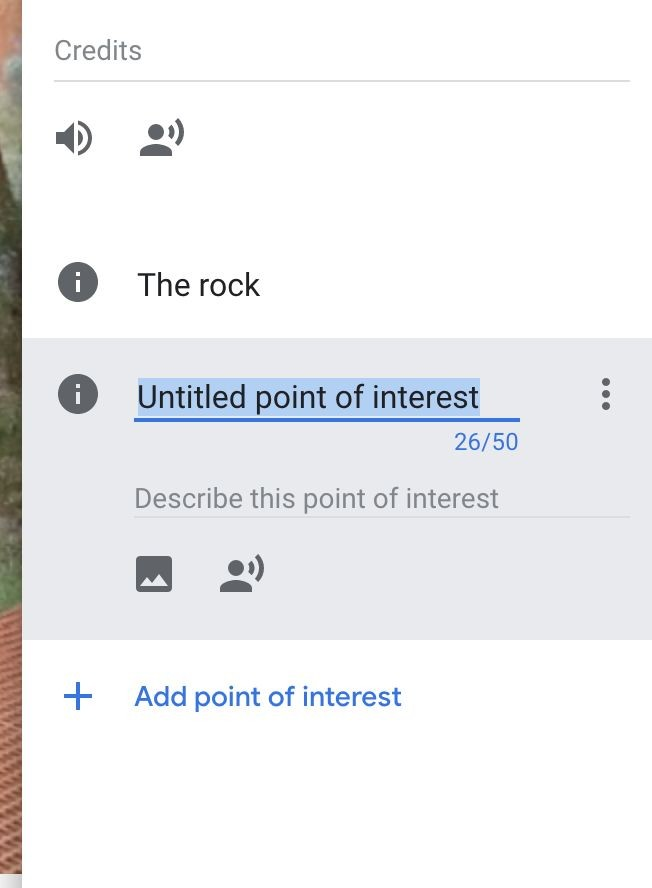 Credits
The rock
Untitled point of interest
26/50
Describe this point of interest
Add point of interest